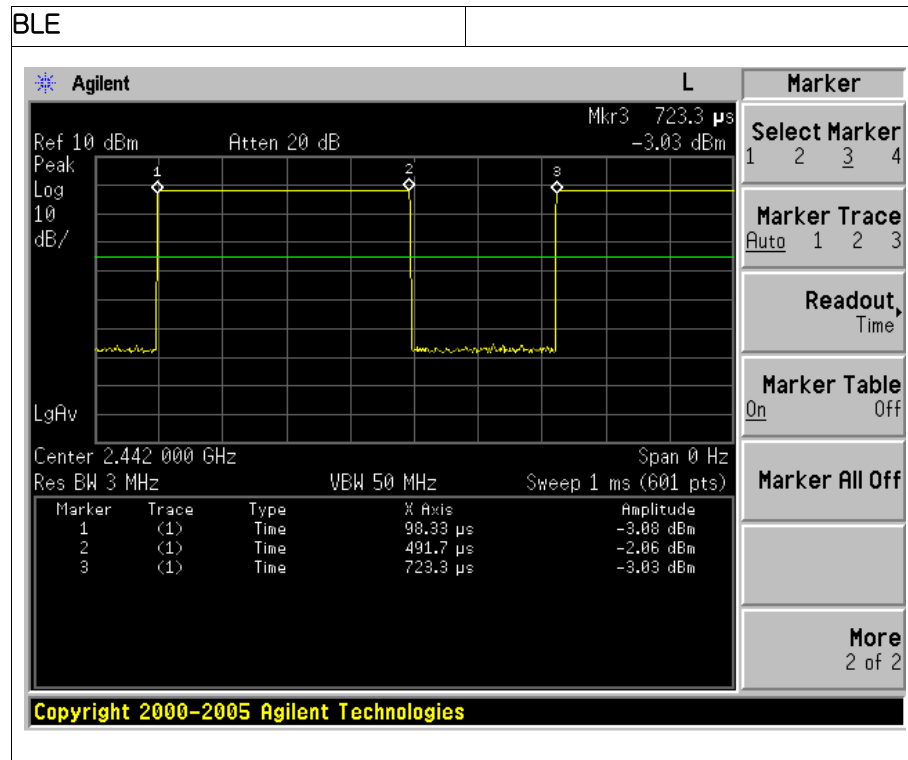 BLE
Agilent
L
Marker
Mkr3 723.3 µs
Ref 10 dBm Atten 20 dB -3.03 dBm
Peak
Log
10
dB/
1 2 3
LgAv
Center 2.442 000 GHz Span 0 Hz
Res BW 3 MHz VBW 50 MHz Sweep 1 ms (601 pts)
Marker Trace Type X Axis Amplitude
1 (1) Time 98.33 µs -3.08 dBm
2 (1) Time 491.7 µs -2.06 dBm
3 (1) Time 723.3 µs -3.03 dBm
Select Marker
1 2 3 4
Marker Trace
Auto 1 2 3
Readout
Time
Marker Table
On Off
Marker All Off
More
2 of 2
Copyright 2000-2005 Agilent Technologies